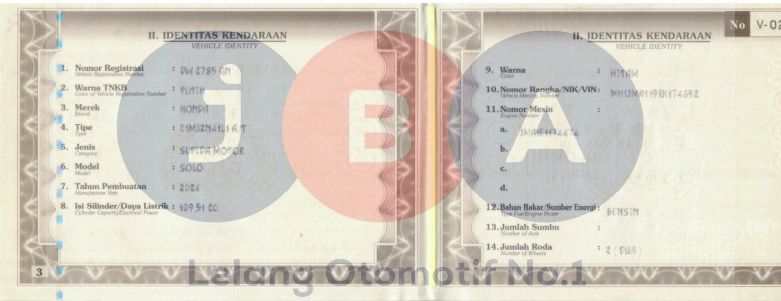 II. IDENTITAS KENDARAAN
VEHICLE IDENTITY
1. Nomor Registrasi : DW 2785 GN
Vehicle Registration Number
2. Warna TNKB : PUTIH
Color of Vehicle Registration Number
3. Merek : HONDA
Brand
4. Tipe :
Type
5. Jenis : SEPEDA MOTOR
Category
6. Model : SOLO
Model
7. Tahun Pembuatan : 2024
Manufacture Year
8. Isi Silinder/Daya Listrik : 109,51 CC
Cylinder Capacity/Electrical Power
3
No V-02
II. IDENTITAS KENDARAAN
VEHICLE IDENTITY
9. Warna : HITAM
Color
10. Nomor Rangka/NIK/VIN :
Vehicle Identity Number
11. Nomor Mesin :
Engine Number
a.
b.
c.
d.
12. Bahan Bakar/Sumber Energi : BENSIN
Type Fuel/Engine Power
13. Jumlah Sumbu :
Number of Axis
14. Jumlah Roda : 2 (DUA)
Number of Wheels
J B A
Lelang Otomotif No.1